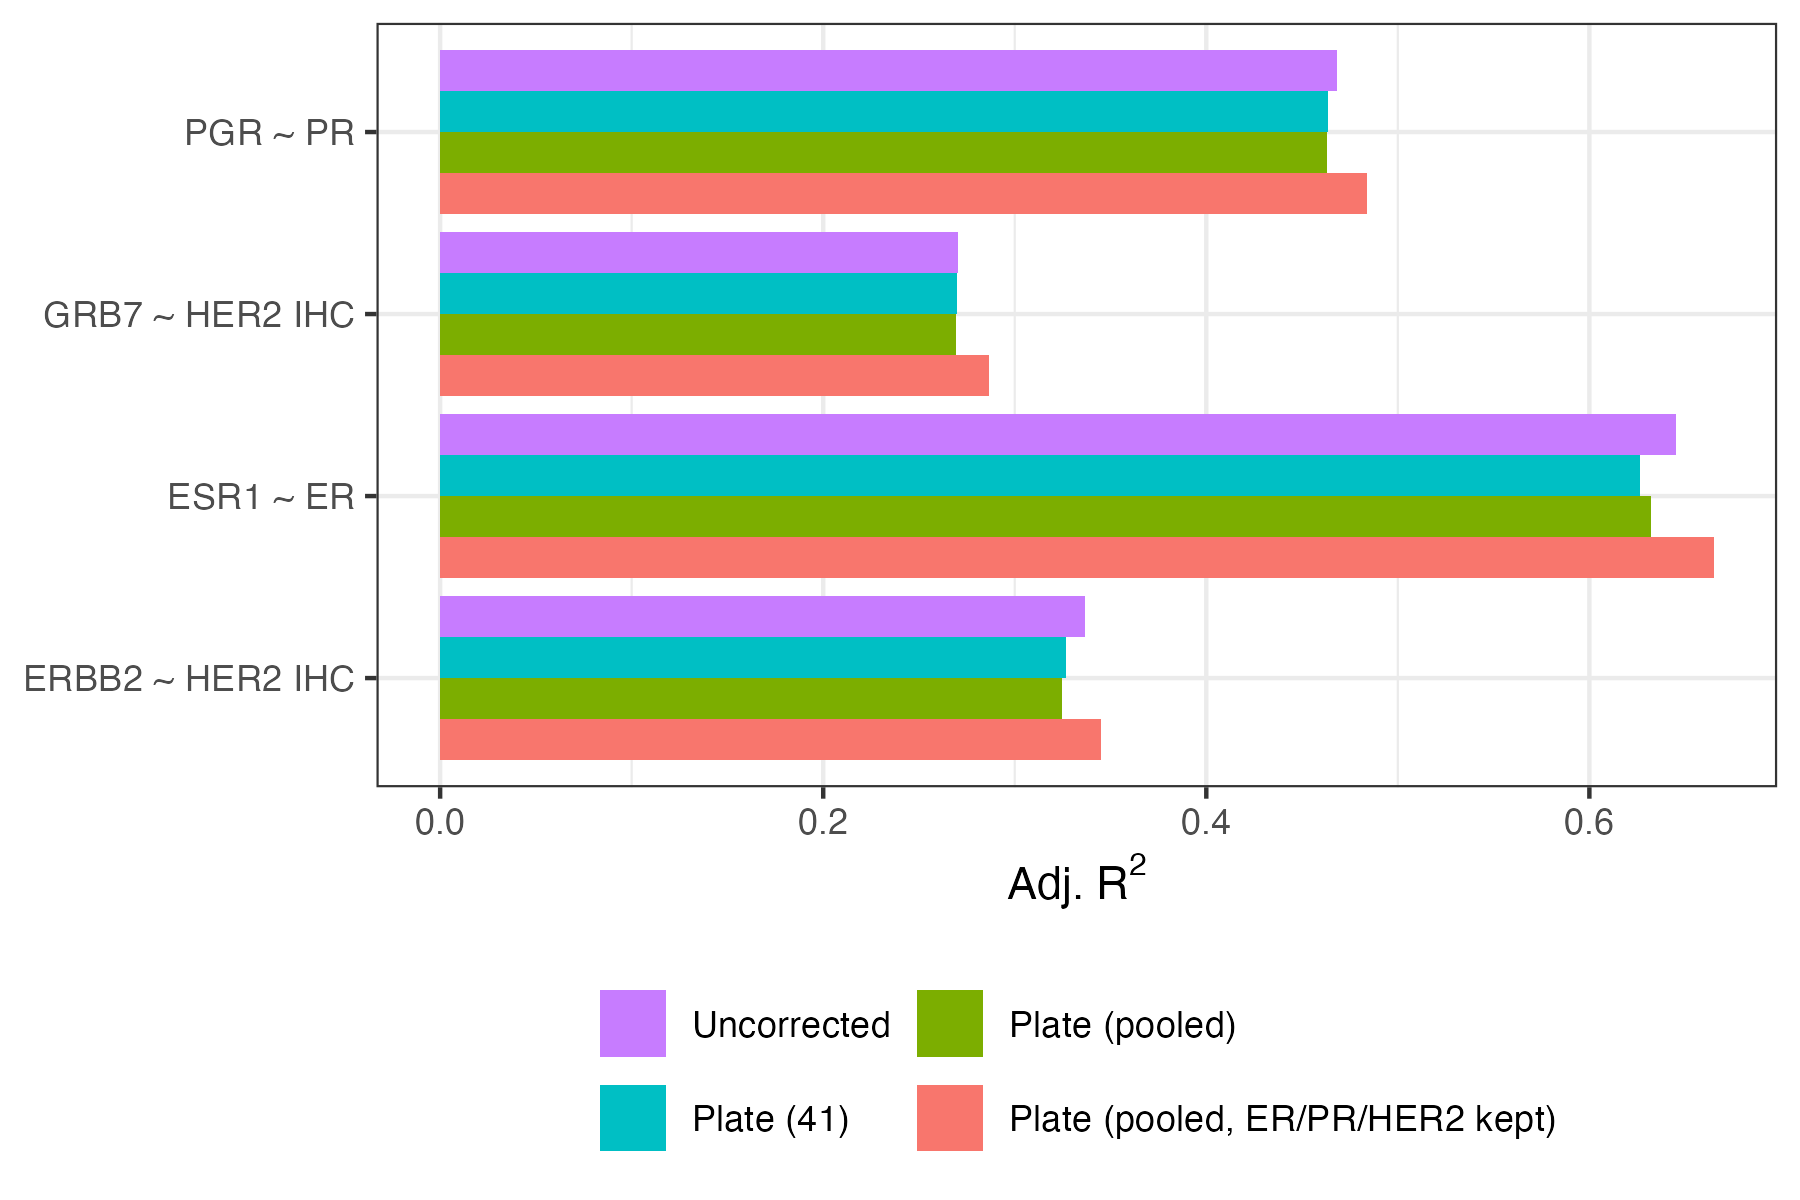 PGR ~ PR
GRB7 ~ HER2 IHC
ESR1 ~ ER
ERBB2 ~ HER2 IHC
0.0 0.2 0.4 0.6
Adj. R²
Uncorrected Plate (pooled)
Plate (41) Plate (pooled, ER/PR/HER2 kept)